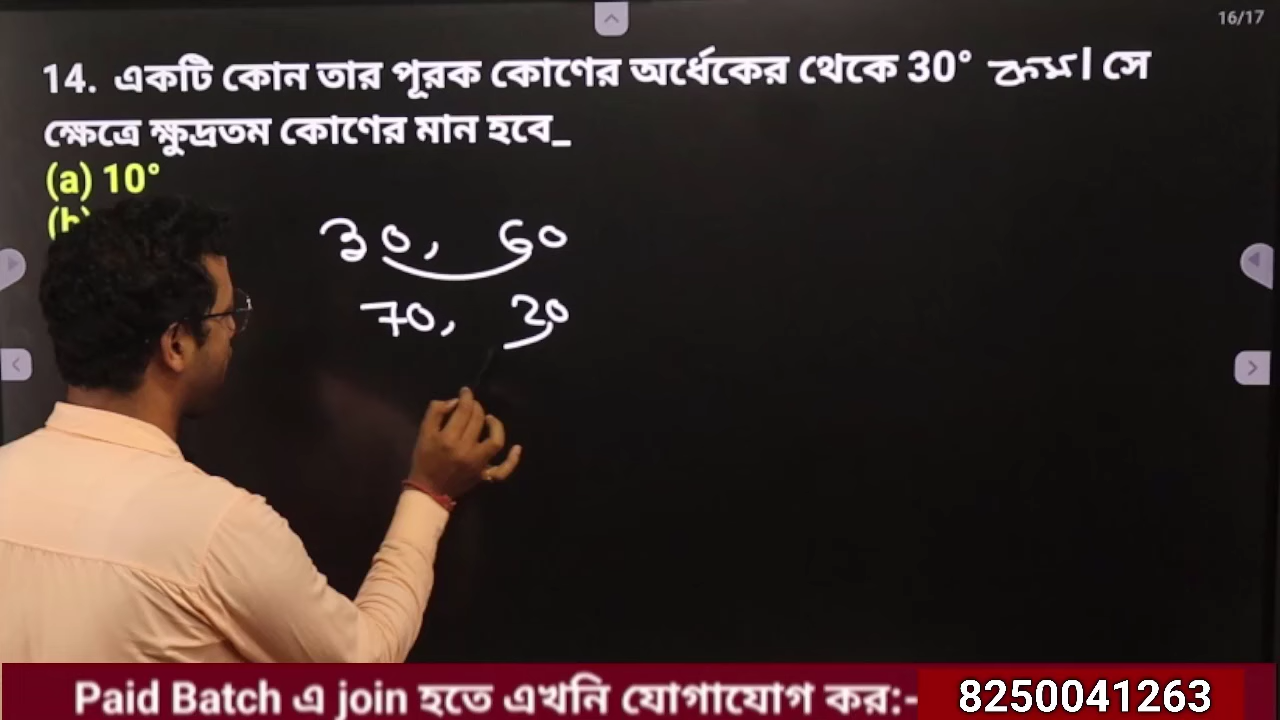 16/17
14. একটি কোন তার পূরক কোণের অর্ধেকের থেকে 30° কম। সে
ক্ষেত্রে ক্ষুদ্রতম কোণের মান হবে_
(a) 10°
(b)
30, 60
70, 20
Paid Batch এ join হতে এখনি যোগাযোগ কর:- 8250041263